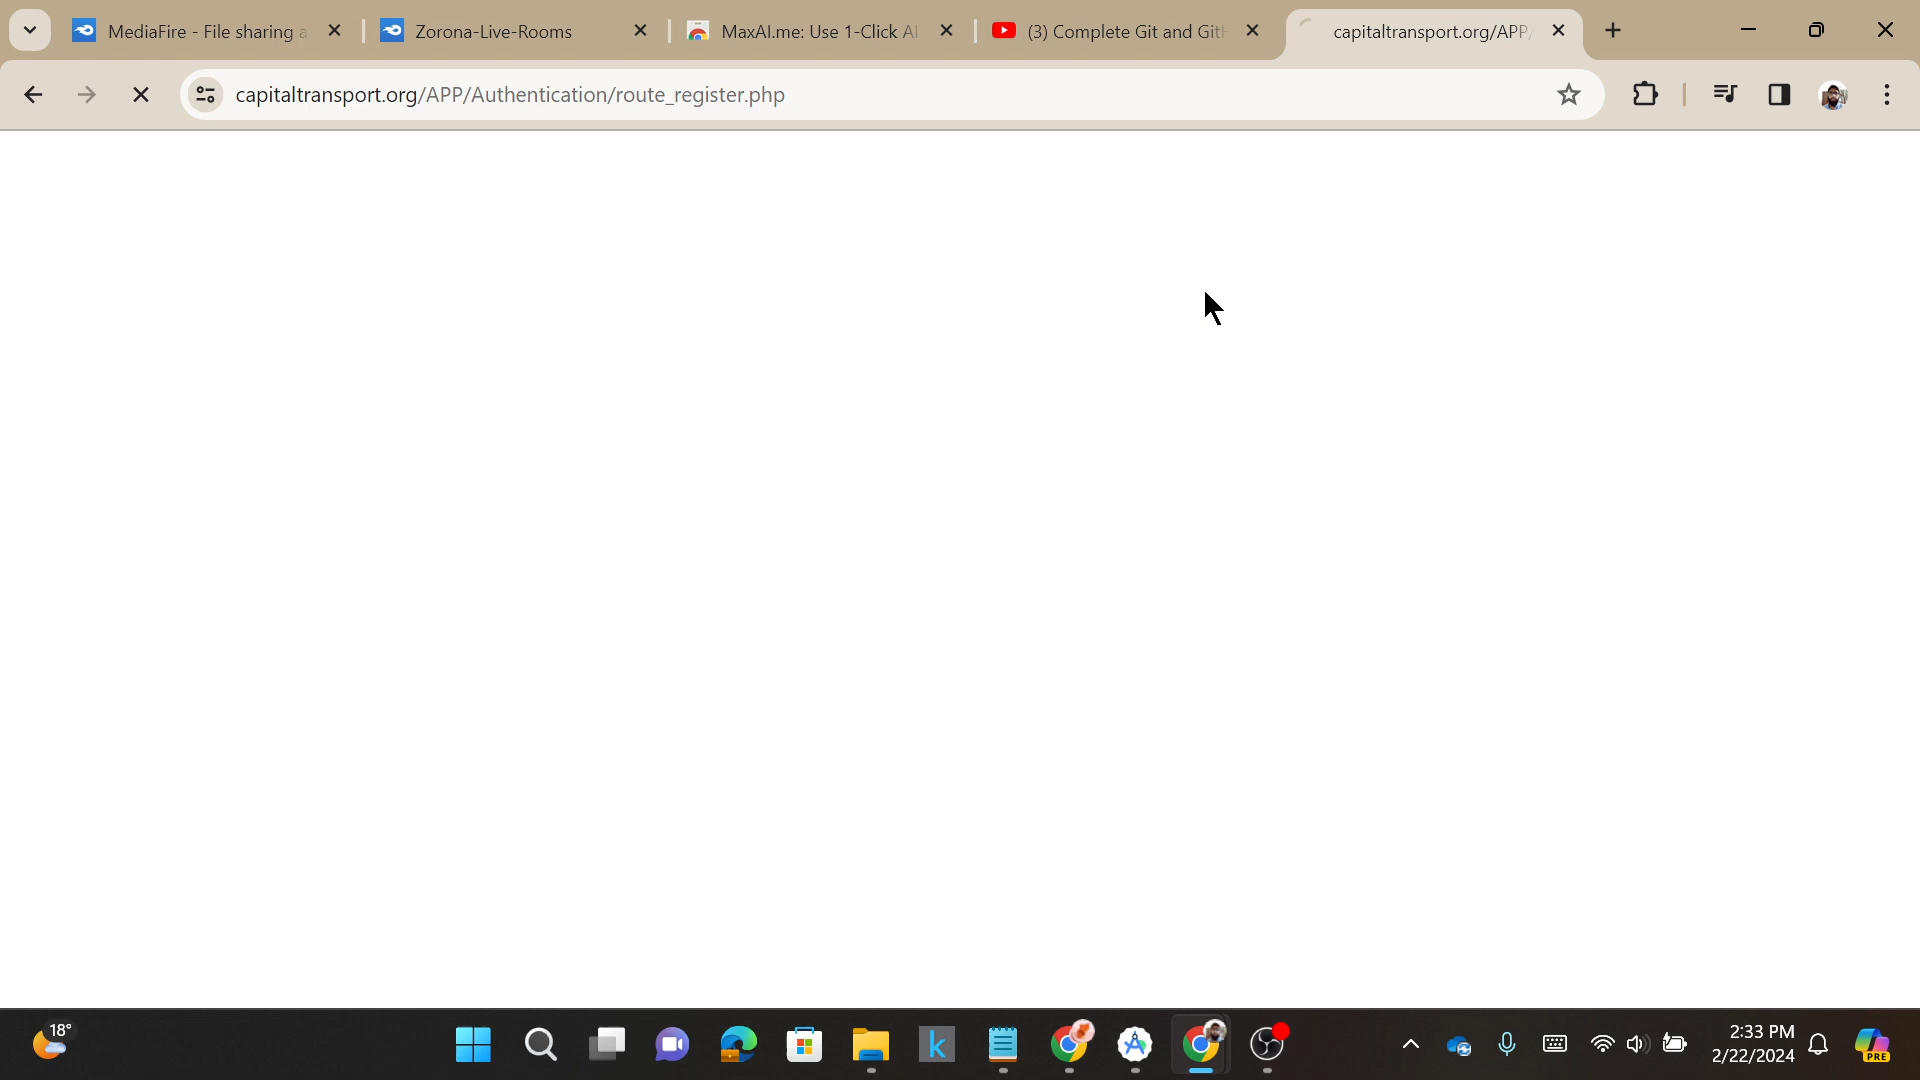 MediaFire - File sharing a
Zorona-Live-Rooms
MaxAI.me: Use 1-Click AI
(3) Complete Git and Gith
capitaltransport.org/APP/
capitaltransport.org/APP/Authentication/route_register.php
18°
k
2:33 PM
2/22/2024
PRE